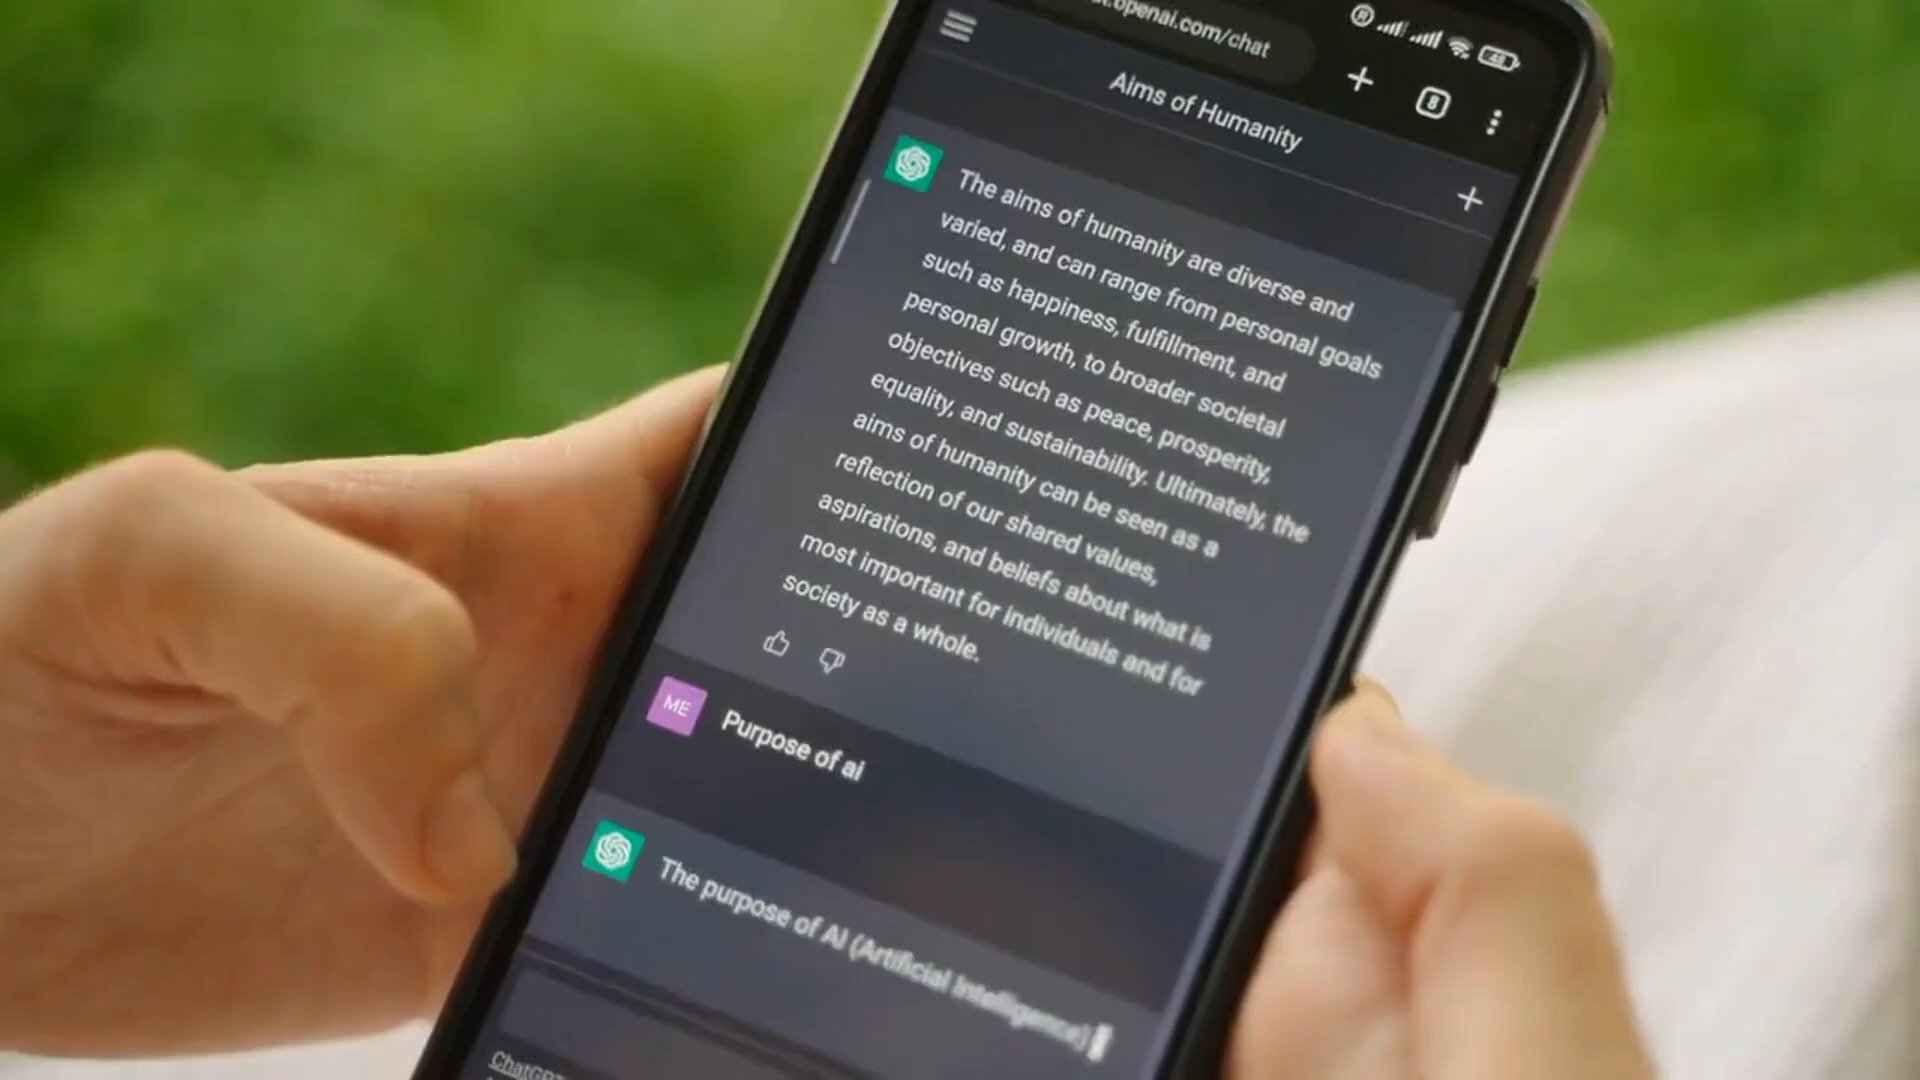 .openai.com/chat
48
8
Aims of Humanity
The aims of humanity are diverse and
varied, and can range from personal goals
such as happiness, fulfillment, and
personal growth, to broader societal
objectives such as peace, prosperity,
equality, and sustainability. Ultimately, the
aims of humanity can be seen as a
reflection of our shared values,
aspirations, and beliefs about what is
most important for individuals and for
society as a whole.
ME
Purpose of ai
The purpose of AI (Artificial Intelligence)
ChatGPT